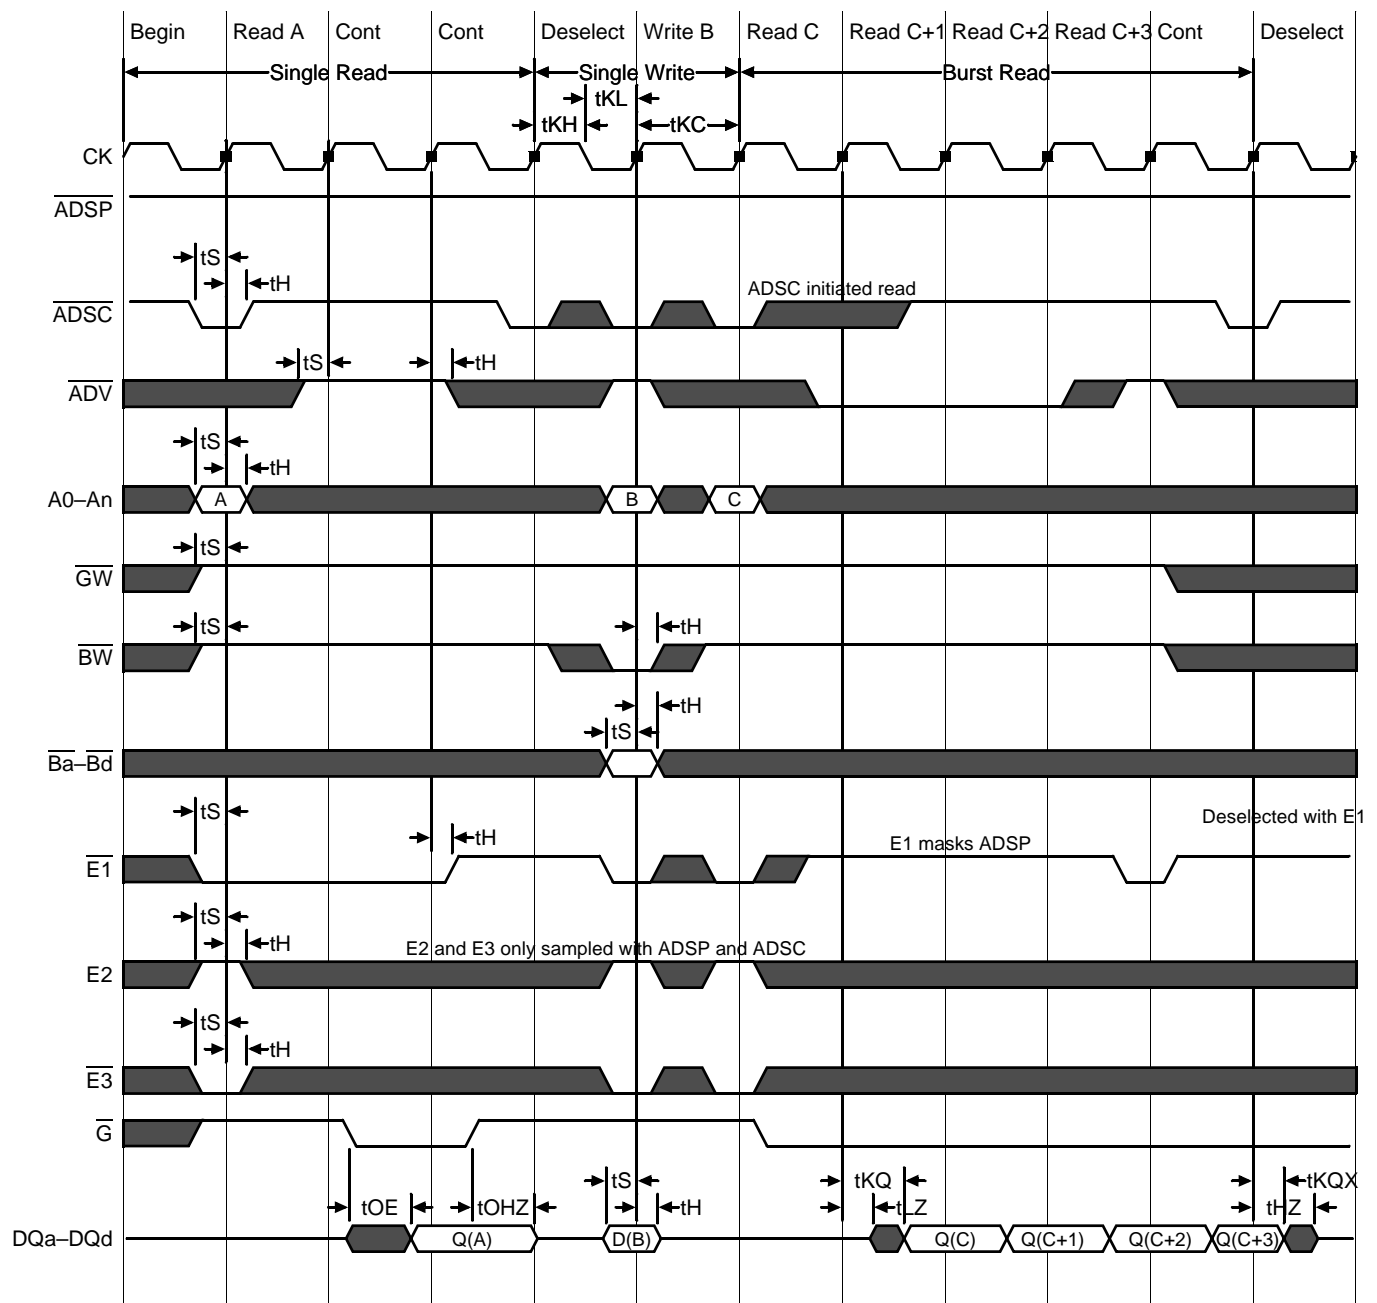 Begin Read A Cont Cont Deselect Write B Read C Read C+1 Read C+2 Read C+3 Cont Deselect
Single Read Single Write Burst Read
tKL
tKH tKC
CK
ADSP
tS
tH
ADSC initiated read
ADSC
tS tH
ADV
tS
tH
A0–An A B C
tS
GW
tS tH
BW
tH
tS
Ba–Bd
tS
Deselected with E1
tH
E1 masks ADSP
E1
tS
tH
E2 and E3 only sampled with ADSP and ADSC
E2
tS
tH
E3
G
tS tKQ tKQX
tOE tOHZ tH tLZ tHZ
DQa–DQd Q(A) D(B) Q(C) Q(C+1) Q(C+2) Q(C+3)